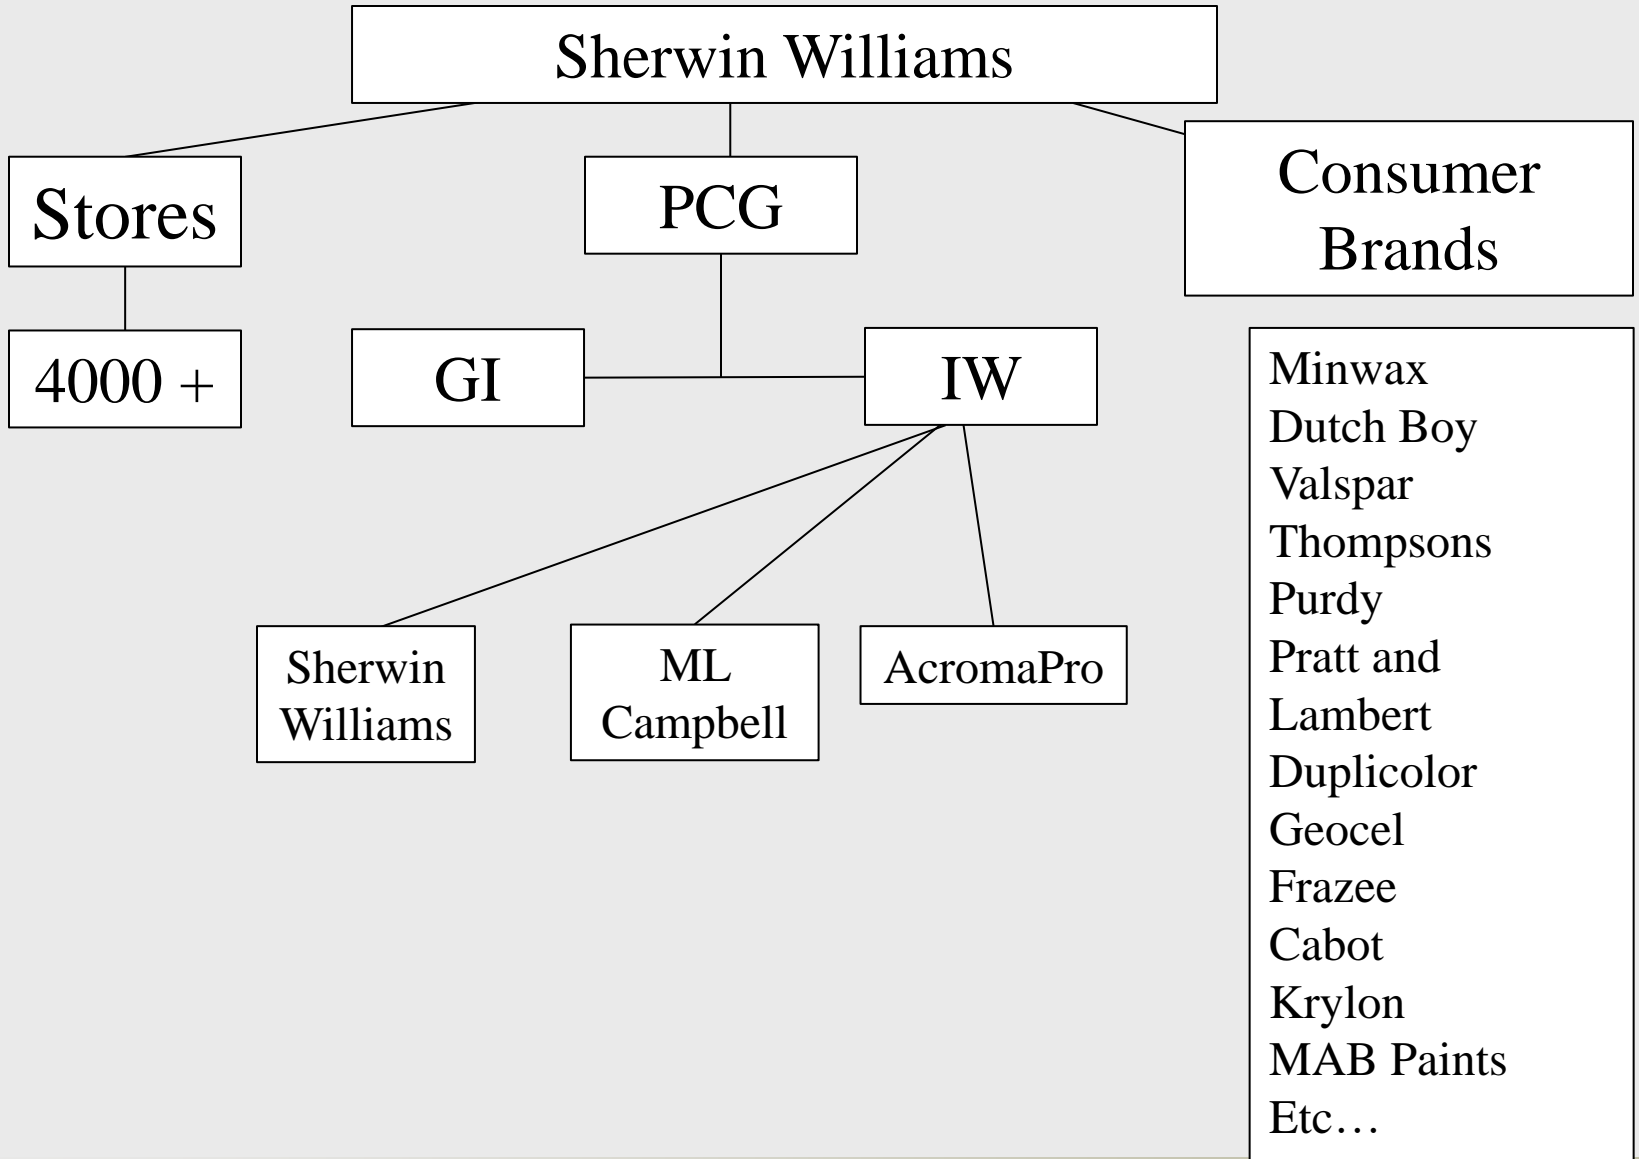 Sherwin Williams
Stores
PCG
Consumer
Brands
4000 +
GI
IW
Sherwin
Williams
ML
Campbell
AcromaPro
Minwax
Dutch Boy
Valspar
Thompsons
Purdy
Pratt and
Lambert
Duplicolor
Geocel
Frazee
Cabot
Krylon
MAB Paints
Etc…